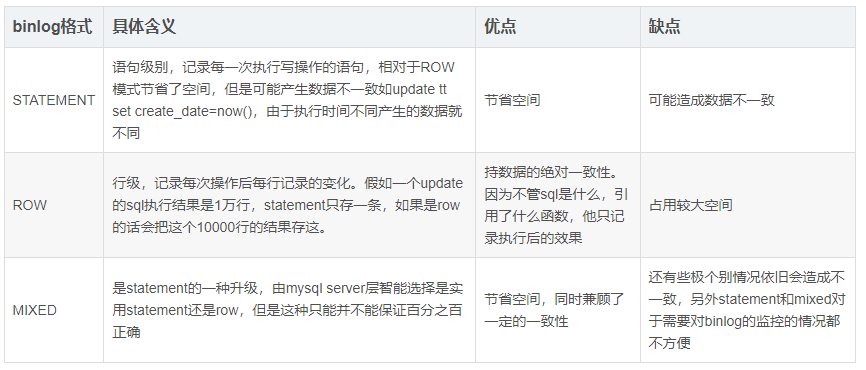 binlog格式
具体含义
优点
缺点
STATEMENT
语句级别，记录每一次执行写操作的语句，相对于ROW
模式节省了空间，但是可能产生数据不一致如update tt
set create_date=now()，由于执行时间不同产生的数据就
不同
节省空间
可能造成数据不一致
ROW
行级，记录每次操作后每行记录的变化。假如一个update
的sql执行结果是1万行，statement只存一条，如果是row
的话会把这个10000行的结果存这。
持数据的绝对一致性。
因为不管sql是什么，引
用了什么函数，他只记
录执行后的效果
占用较大空间
MIXED
是statement的一种升级，由mysql server层智能选择是实
用statement还是row，但是这种只能并不能保证百分之百
正确
节省空间，同时兼顾了
一定的一致性
还有些极个别情况依旧会造成不
一致，另外statement和mixed对
于需要对binlog的监控的情况都
不方便